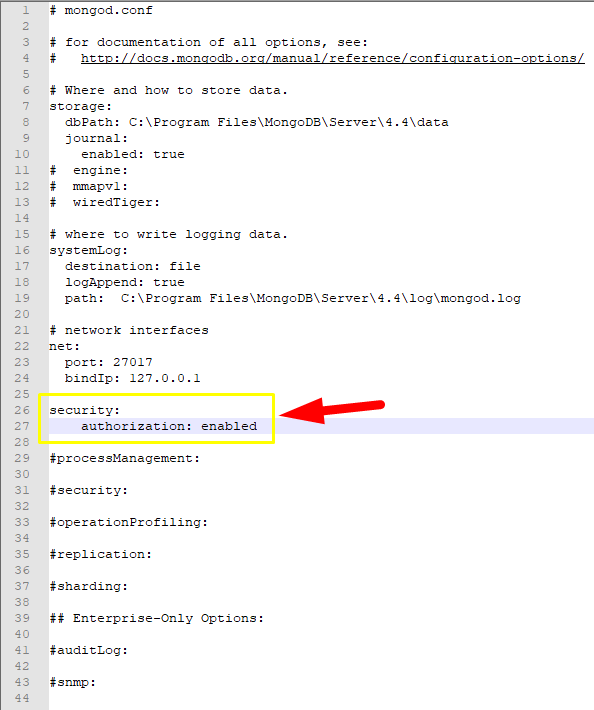 1 # mongod.conf
2
3 # for documentation of all options, see:
4 #   http://docs.mongodb.org/manual/reference/configuration-options/
5
6 # Where and how to store data.
7 storage:
8   dbPath: C:\Program Files\MongoDB\Server\4.4\data
9   journal:
10     enabled: true
11 #  engine:
12 #  mmapv1:
13 #  wiredTiger:
14
15 # where to write logging data.
16 systemLog:
17   destination: file
18   logAppend: true
19   path:  C:\Program Files\MongoDB\Server\4.4\log\mongod.log
20
21 # network interfaces
22 net:
23   port: 27017
24   bindIp: 127.0.0.1
25
26 security:
27     authorization: enabled
28
29 #processManagement:
30
31 #security:
32
33 #operationProfiling:
34
35 #replication:
36
37 #sharding:
38
39 ## Enterprise-Only Options:
40
41 #auditLog:
42
43 #snmp:
44